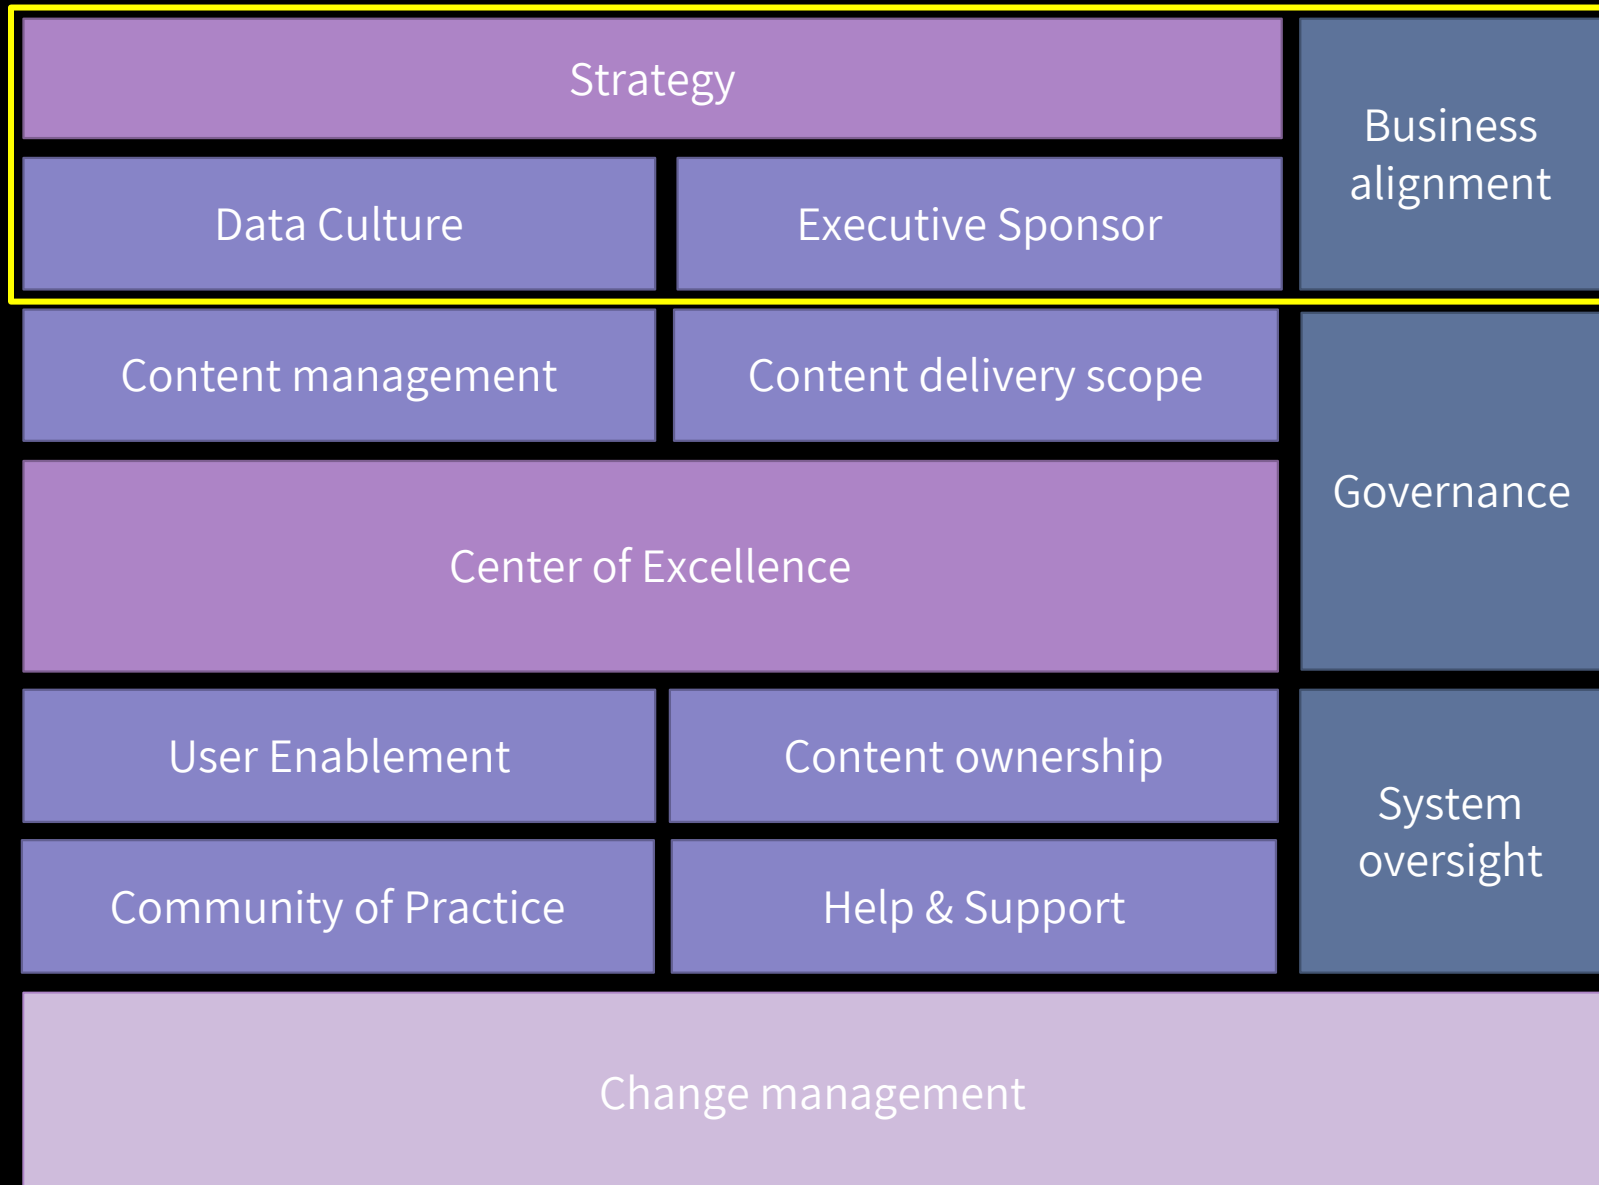 Strategy
Business
alignment
Data Culture
Executive Sponsor
Content management
Content delivery scope
Governance
Center of Excellence
User Enablement
Content ownership
System
oversight
Community of Practice
Help & Support
Change management